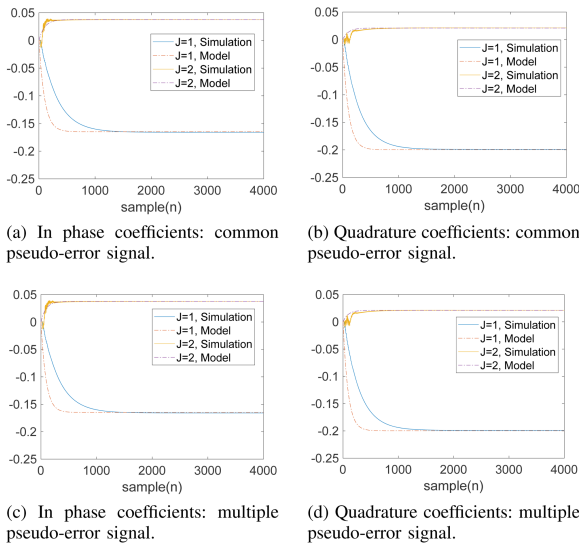 0.05
0
-0.05
-0.1
-0.15
-0.2
-0.25
0 1000 2000 3000 4000
sample(n)
J=1, Simulation
J=1, Model
J=2, Simulation
J=2, Model
(a) In phase coefficients: common
pseudo-error signal.
0.05
0
-0.05
-0.1
-0.15
-0.2
-0.25
0 1000 2000 3000 4000
sample(n)
J=1, Simulation
J=1, Model
J=2, Simulation
J=2, Model
(b) Quadrature coefficients: common
pseudo-error signal.
0.05
0
-0.05
-0.1
-0.15
-0.2
-0.25
0 1000 2000 3000 4000
sample(n)
J=1, Simulation
J=1, Model
J=2, Simulation
J=2, Model
(c) In phase coefficients: multiple
pseudo-error signal.
0.05
0
-0.05
-0.1
-0.15
-0.2
-0.25
0 1000 2000 3000 4000
sample(n)
J=1, Simulation
J=1, Model
J=2, Simulation
J=2, Model
(d) Quadrature coefficients: multiple
pseudo-error signal.